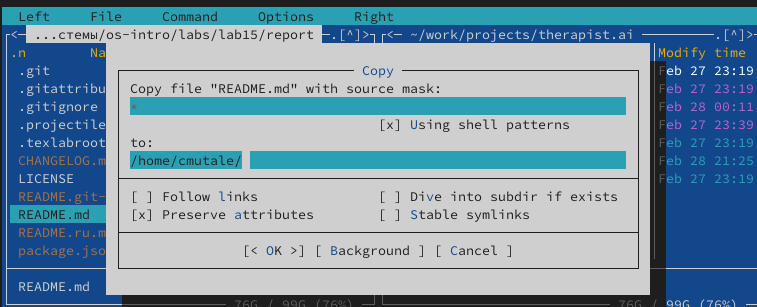 Left File Command Options Right
...стемы/os-intro/labs/lab15/report .[^]> <- ~/work/projects/therapist.ai .[^]>
.n Na Modify time
.git Feb 27 23:19
.gitattribu Feb 27 23:19
.gitignore Feb 28 00:11
.projectile Feb 27 23:39
.texlabroot Feb 27 23:19
CHANGELOG.m Feb 28 21:25
LICENSE Feb 27 23:19
README.git-
README.md
README.ru.m
package.jso
README.md
Copy
Copy file "README.md" with source mask:
*
[x] Using shell patterns
to:
/home/cmutale/
[ ] Follow links [ ] Dive into subdir if exists
[x] Preserve attributes [ ] Stable symlinks
[< OK >] [ Background ] [ Cancel ]
76G / 99G (76%) 76G / 99G (76%)